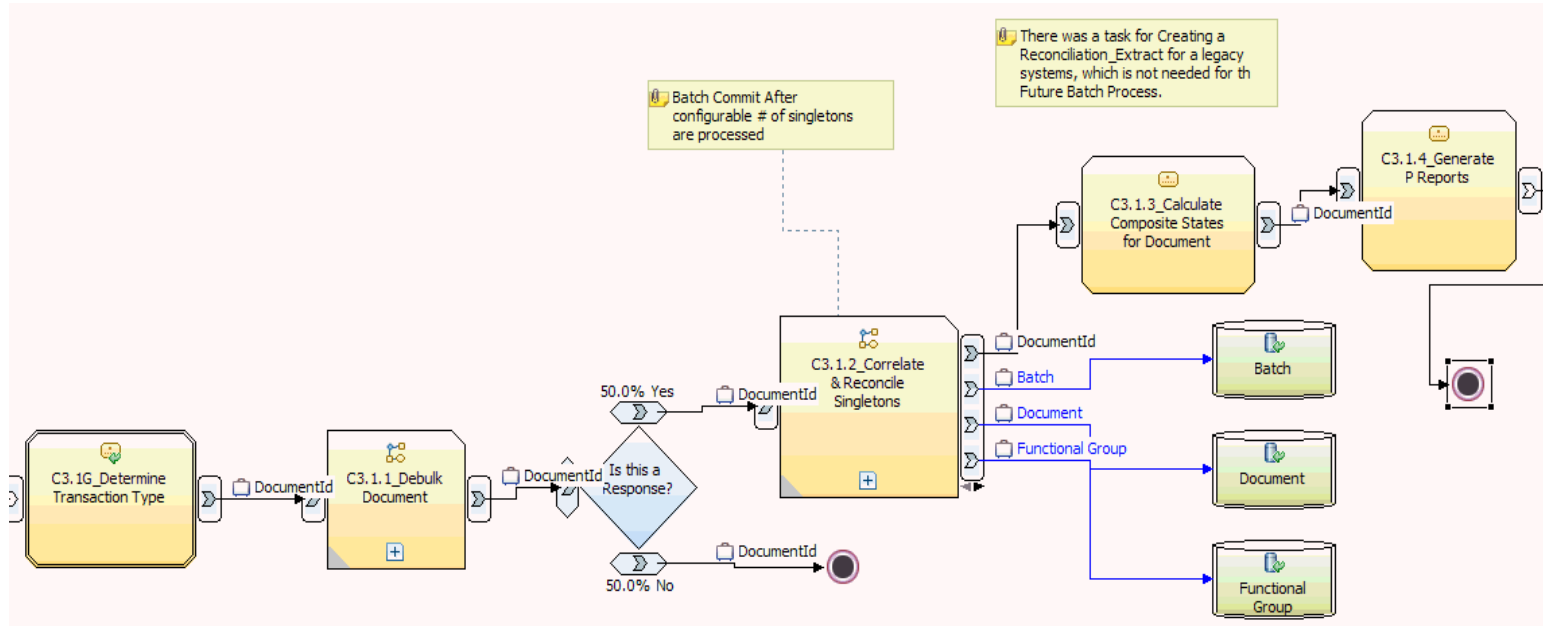 There was a task for Creating a
Reconciliation_Extract for a legacy
systems, which is not needed for th
Future Batch Process.
Batch Commit After
configurable # of singletons
are processed
C3.1.4_Generate
P Reports
C3.1.3_Calculate
Composite States
for Document
DocumentId
DocumentId
C3.1.2_Correlate
& Reconcile
Singletons
Batch
Document
Functional Group
Batch
50.0% Yes
DocumentId
C3.1G_Determine
Transaction Type
DocumentId
C3.1.1_Debulk
Document
DocumentId
Is this a
Response?
Document
50.0% No
DocumentId
Functional
Group